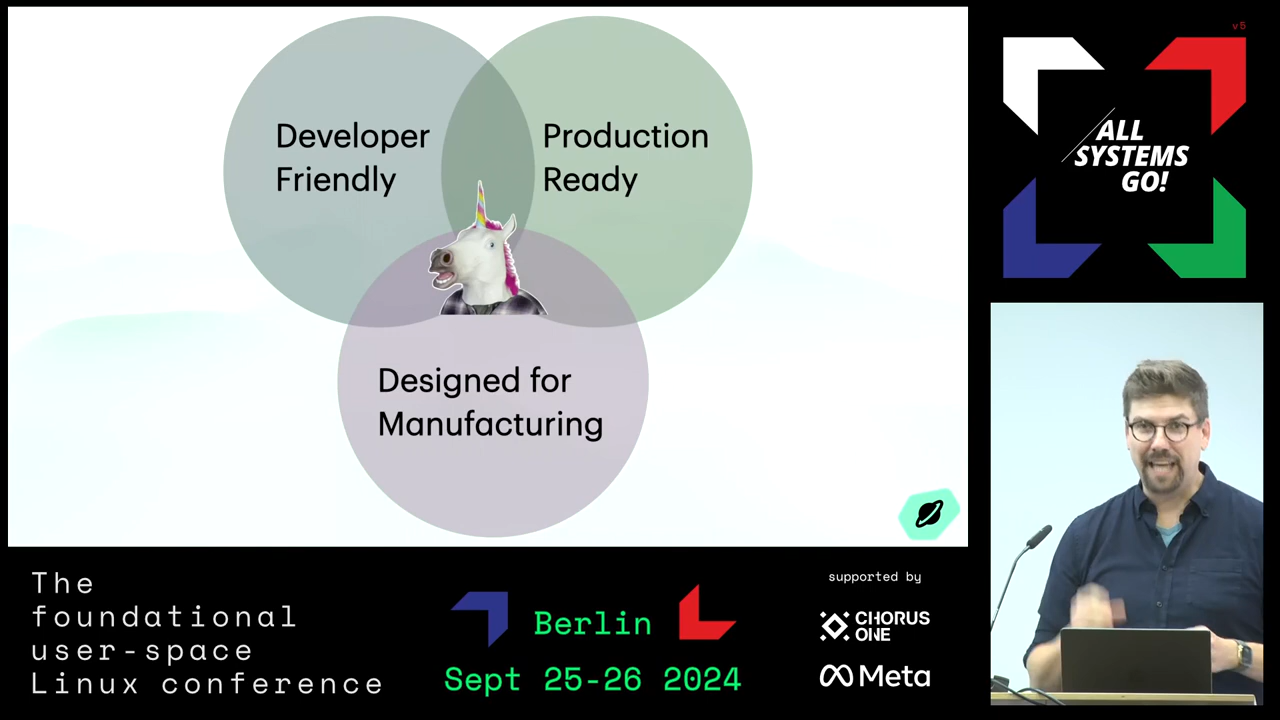 Developer
Friendly
Production
Ready
Designed for
Manufacturing
v5
ALL
SYSTEMS
GO!
The
foundational
user-space
Linux conference
Berlin
Sept 25-26 2024
supported by
CHORUS
ONE
Meta